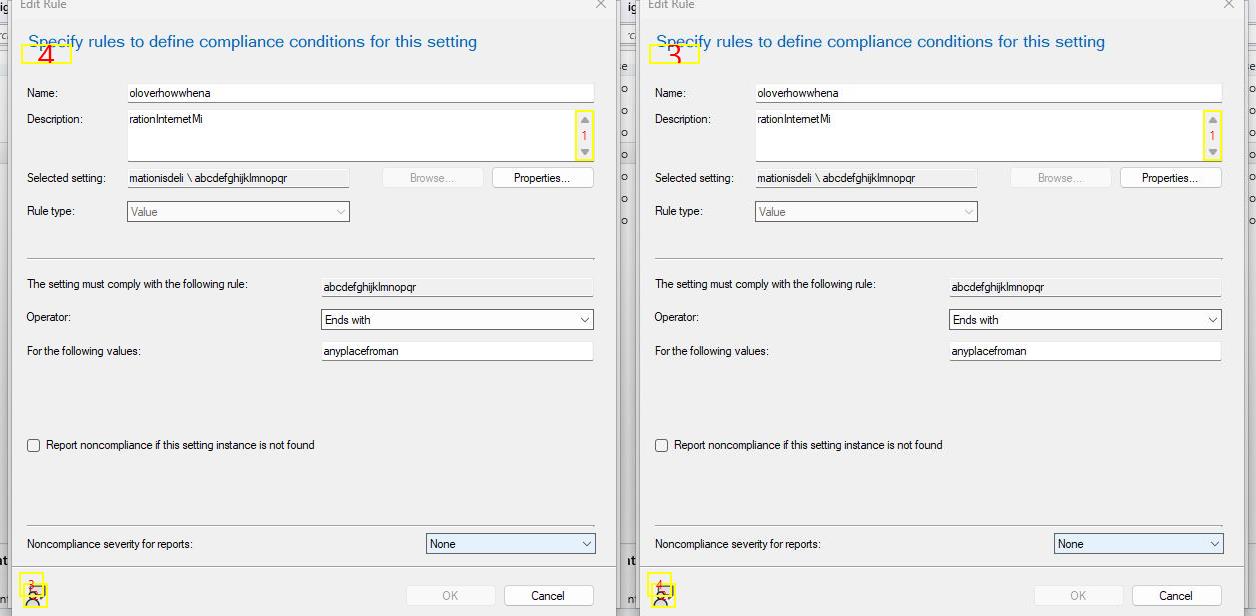 Edit Rule
Specify rules to define compliance conditions for this setting
4
Name: oloverhowwhena
Description: rationInternetMi
1
Selected setting: mationisdeli \ abcdefghijklmnopqr Browse... Properties...
Rule type: Value
The setting must comply with the following rule: abcdefghijklmnopqr
Operator: Ends with
For the following values: anyplacefroman
Report noncompliance if this setting instance is not found
Noncompliance severity for reports: None
3
OK Cancel
Edit Rule
Specify rules to define compliance conditions for this setting
3
Name: oloverhowwhena
Description: rationInternetMi
1
Selected setting: mationisdeli \ abcdefghijklmnopqr Browse... Properties...
Rule type: Value
The setting must comply with the following rule: abcdefghijklmnopqr
Operator: Ends with
For the following values: anyplacefroman
Report noncompliance if this setting instance is not found
Noncompliance severity for reports: None
4
OK Cancel